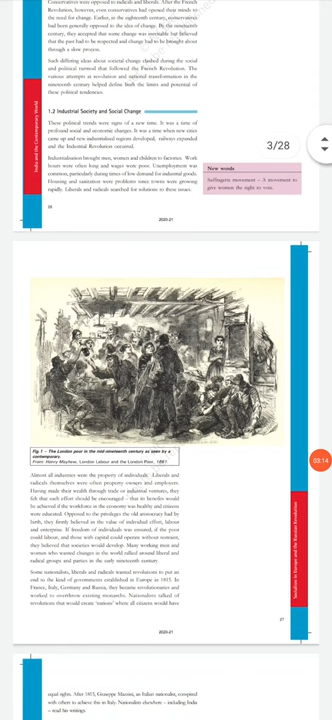 Conservatives were opposed to radicals and liberals. After the French
Revolution, however, even conservatives had opened their minds to
the need for change. Earlier, in the eighteenth century, conservatives
had been generally opposed to the idea of change. By the nineteenth
century, they accepted that some change was inevitable but believed
that the past had to be respected and change had to be brought about
through a slow process.
Such differing ideas about societal change clashed during the social
and political turmoil that followed the French Revolution. The
various attempts at revolution and national transformation in the
nineteenth century helped define both the limits and potential of
these political tendencies.
1.2 Industrial Society and Social Change
These political trends were signs of a new time. It was a time of
profound social and economic changes. It was a time when new cities
came up and new industrialised regions developed, railways expanded
and the Industrial Revolution occurred.
Industrialisation brought men, women and children to factories. Work
hours were often long and wages were poor. Unemployment was
common, particularly during times of low demand for industrial goods.
Housing and sanitation were problems since towns were growing
rapidly. Liberals and radicals searched for solutions to these issues.
India and the Contemporary World
3/28
New words
Suffragette movement – A movement to
give women the right to vote.
26
2020-21
Fig.1 – The London poor in the mid-nineteenth century as seen by a
contemporary.
From: Henry Mayhew, London Labour and the London Poor, 1861.
03:14
Almost all industries were the property of individuals. Liberals and
radicals themselves were often property owners and employers.
Having made their wealth through trade or industrial ventures, they
felt that such effort should be encouraged – that its benefits would
be achieved if the workforce in the economy was healthy and citizens
were educated. Opposed to the privileges the old aristocracy had by
birth, they firmly believed in the value of individual effort, labour
and enterprise. If freedom of individuals was ensured, if the poor
could labour, and those with capital could operate without restraint,
they believed that societies would develop. Many working men and
women who wanted changes in the world rallied around liberal and
radical groups and parties in the early nineteenth century.
Some nationalists, liberals and radicals wanted revolutions to put an
end to the kind of governments established in Europe in 1815. In
France, Italy, Germany and Russia, they became revolutionaries and
worked to overthrow existing monarchs. Nationalists talked of
revolutions that would create 'nations' where all citizens would have
Socialism in Europe and the Russian Revolution
27
2020-21
equal rights. After 1815, Giuseppe Mazzini, an Italian nationalist, conspired
with others to achieve this in Italy. Nationalists elsewhere – including India
– read his writings.